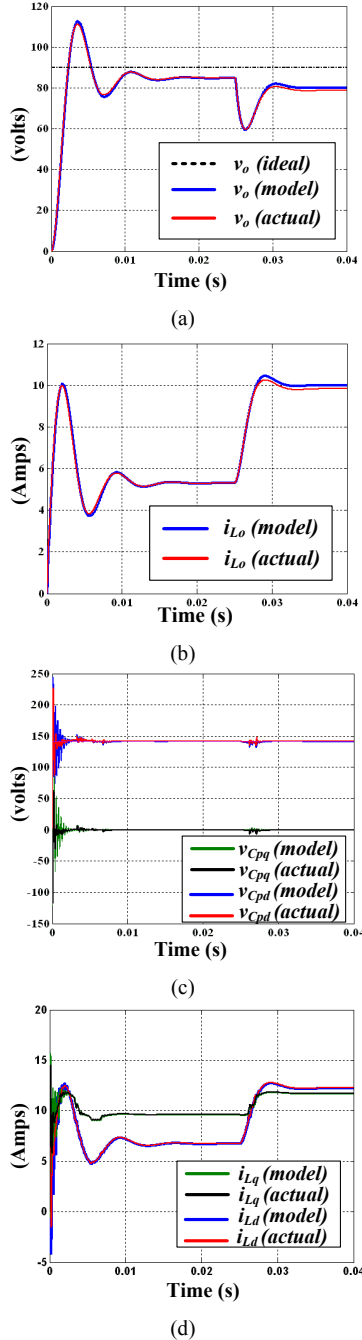 120
100
80
60
40
20
0
(volts)
v_o (ideal)
v_o (model)
v_o (actual)
0 0.01 0.02 0.03 0.04
Time (s)
(a)
12
10
8
6
4
2
0
(Amps)
i_Lo (model)
i_Lo (actual)
0 0.01 0.02 0.03 0.04
Time (s)
(b)
250
200
150
100
50
0
-50
-100
-150
(volts)
v_Cpq (model)
v_Cpq (actual)
v_Cpd (model)
v_Cpd (actual)
0 0.01 0.02 0.03 0.04
Time (s)
(c)
20
15
10
5
0
-5
(Amps)
i_Lq (model)
i_Lq (actual)
i_Ld (model)
i_Ld (actual)
0 0.01 0.02 0.03 0.04
Time (s)
(d)